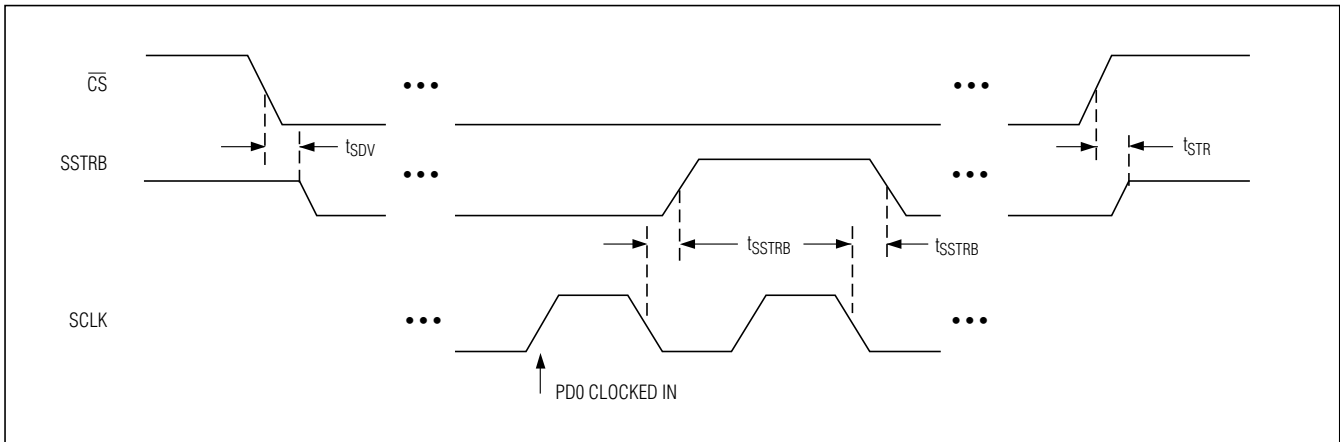 CS
tSDV
tSTR
SSTRB
tSSTRB
tSSTRB
SCLK
PD0 CLOCKED IN